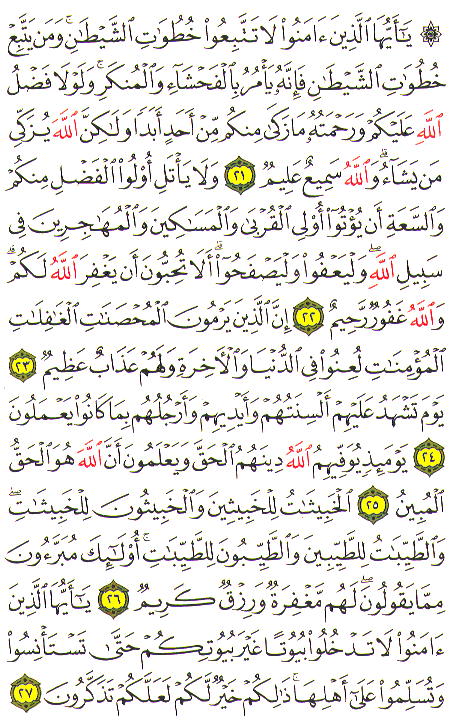 ۞ يَـٰٓأَيُّهَا ٱلَّذِينَ ءَامَنُوا۟ لَا تَتَّبِعُوا۟ خُطُوَٰتِ ٱلشَّيْطَـٰنِ ۚ وَمَن يَتَّبِعْ
خُطُوَٰتِ ٱلشَّيْطَـٰنِ فَإِنَّهُۥ يَأْمُرُ بِٱلْفَحْشَآءِ وَٱلْمُنكَرِ ۚ وَلَوْلَا فَضْلُ
ٱللَّهِ عَلَيْكُمْ وَرَحْمَتُهُۥ مَا زَكَىٰ مِنكُم مِّنْ أَحَدٍ أَبَدًا وَلَـٰكِنَّ ٱللَّهَ يُزَكِّى
مَن يَشَآءُ ۗ وَٱللَّهُ سَمِيعٌ عَلِيمٌ ٢١ وَلَا يَأْتَلِ أُو۟لُوا۟ ٱلْفَضْلِ مِنكُمْ
وَٱلسَّعَةِ أَن يُؤْتُوٓا۟ أُو۟لِى ٱلْقُرْبَىٰ وَٱلْمَسَـٰكِينَ وَٱلْمُهَـٰجِرِينَ فِى
سَبِيلِ ٱللَّهِ ۖ وَلْيَعْفُوا۟ وَلْيَصْفَحُوٓا۟ ۗ أَلَا تُحِبُّونَ أَن يَغْفِرَ ٱللَّهُ لَكُمْ ۗ
وَٱللَّهُ غَفُورٌ رَّحِيمٌ ٢٢ إِنَّ ٱلَّذِينَ يَرْمُونَ ٱلْمُحْصَنَـٰتِ ٱلْغَـٰفِلَـٰتِ
ٱلْمُؤْمِنَـٰتِ لُعِنُوا۟ فِى ٱلدُّنْيَا وَٱلْـَٔاخِرَةِ وَلَهُمْ عَذَابٌ عَظِيمٌ ٢٣
يَوْمَ تَشْهَدُ عَلَيْهِمْ أَلْسِنَتُهُمْ وَأَيْدِيهِمْ وَأَرْجُلُهُم بِمَا كَانُوا۟ يَعْمَلُونَ
٢٤ يَوْمَئِذٍ يُوَفِّيهِمُ ٱللَّهُ دِينَهُمُ ٱلْحَقَّ وَيَعْلَمُونَ أَنَّ ٱللَّهَ هُوَ ٱلْحَقُّ
ٱلْمُبِينُ ٢٥ ٱلْخَبِيثَـٰتُ لِلْخَبِيثِينَ وَٱلْخَبِيثُونَ لِلْخَبِيثَـٰتِ ۖ
وَٱلطَّيِّبَـٰتُ لِلطَّيِّبِينَ وَٱلطَّيِّبُونَ لِلطَّيِّبَـٰتِ ۚ أُو۟لَـٰٓئِكَ مُبَرَّءُونَ
مِمَّا يَقُولُونَ ۖ لَهُم مَّغْفِرَةٌ وَرِزْقٌ كَرِيمٌ ٢٦ يَـٰٓأَيُّهَا ٱلَّذِينَ
ءَامَنُوا۟ لَا تَدْخُلُوا۟ بُيُوتًا غَيْرَ بُيُوتِكُمْ حَتَّىٰ تَسْتَأْنِسُوا۟
وَتُسَلِّمُوا۟ عَلَىٰٓ أَهْلِهَا ۚ ذَٰلِكُمْ خَيْرٌ لَّكُمْ لَعَلَّكُمْ تَذَكَّرُونَ ٢٧